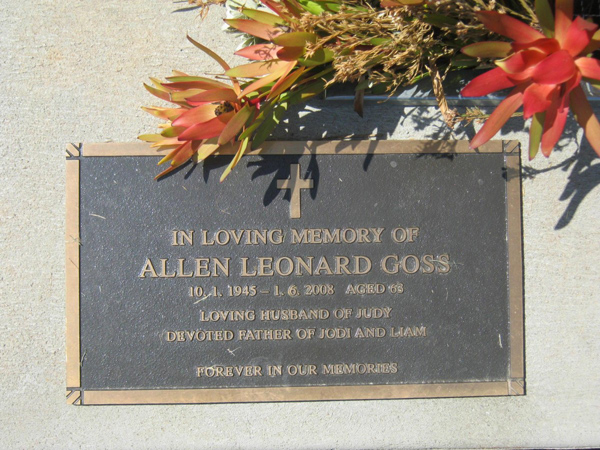 IN LOVING MEMORY OF
ALLEN LEONARD GOSS
10. 1. 1945 – 1. 6. 2008 AGED 63
LOVING HUSBAND OF JUDY
DEVOTED FATHER OF JODI AND LIAM
FOREVER IN OUR MEMORIES